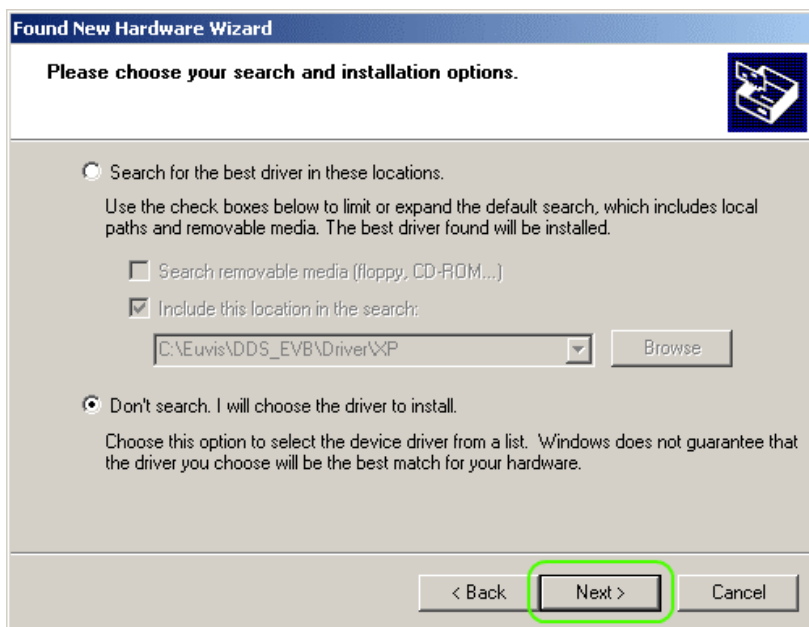 Found New Hardware Wizard
Please choose your search and installation options.
Search for the best driver in these locations.
Use the check boxes below to limit or expand the default search, which includes local
paths and removable media. The best driver found will be installed.
Search removable media (floppy, CD-ROM...)
Include this location in the search:
C:\Euvis\DDS_EVB\Driver\XP
Browse
Don't search. I will choose the driver to install.
Choose this option to select the device driver from a list.  Windows does not guarantee that
the driver you choose will be the best match for your hardware.
< Back
Next >
Cancel